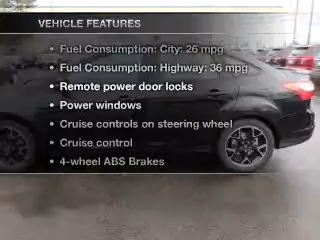 VEHICLE FEATURES
• Fuel Consumption: City: 26 mpg
• Fuel Consumption: Highway: 36 mpg
• Remote power door locks
• Power windows
• Cruise controls on steering wheel
• Cruise control
• 4-wheel ABS Brakes